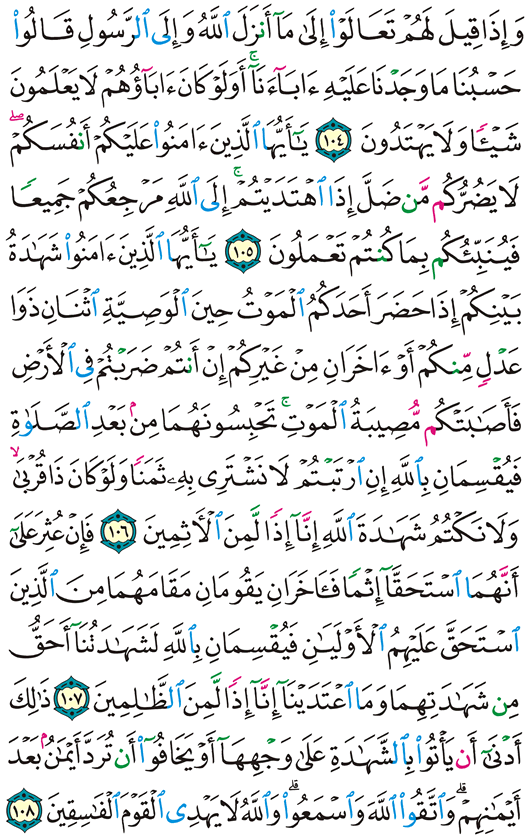 وَإِذَا قِيلَ لَهُمۡ تَعَالَوۡاْ إِلَىٰ مَآ أَنزَلَ ٱللَّهُ وَإِلَى ٱلرَّسُولِ قَالُواْ
حَسۡبُنَا مَا وَجَدۡنَا عَلَيۡهِ ءَابَآءَنَآۚ أَوَلَوۡ كَانَ ءَابَآؤُهُمۡ لَا يَعۡلَمُونَ
شَيۡـٔٗا وَلَا يَهۡتَدُونَ ١٠٤ يَٰٓأَيُّهَا ٱلَّذِينَ ءَامَنُواْ عَلَيۡكُمۡ أَنفُسَكُمۡۖ
لَا يَضُرُّكُم مَّن ضَلَّ إِذَا ٱهۡتَدَيۡتُمۡۚ إِلَى ٱللَّهِ مَرۡجِعُكُمۡ جَمِيعٗا
فَيُنَبِّئُكُم بِمَا كُنتُمۡ تَعۡمَلُونَ ١٠٥ يَٰٓأَيُّهَا ٱلَّذِينَ ءَامَنُواْ شَهَٰدَةُ
بَيۡنِكُمۡ إِذَا حَضَرَ أَحَدَكُمُ ٱلۡمَوۡتُ حِينَ ٱلۡوَصِيَّةِ ٱثۡنَانِ ذَوَا
عَدۡلٖ مِّنكُمۡ أَوۡ ءَاخَرَانِ مِنۡ غَيۡرِكُمۡ إِنۡ أَنتُمۡ ضَرَبۡتُمۡ فِي ٱلۡأَرۡضِ
فَأَصَٰبَتۡكُم مُّصِيبَةُ ٱلۡمَوۡتِۚ تَحۡبِسُونَهُمَا مِنۢ بَعۡدِ ٱلصَّلَوٰةِ
فَيُقۡسِمَانِ بِٱللَّهِ إِنِ ٱرۡتَبۡتُمۡ لَا نَشۡتَرِي بِهِۦ ثَمَنٗا وَلَوۡ كَانَ ذَا قُرۡبَىٰ
وَلَا نَكۡتُمُ شَهَٰدَةَ ٱللَّهِ إِنَّآ إِذٗا لَّمِنَ ٱلۡأٓثِمِينَ ١٠٦ فَإِنۡ عُثِرَ عَلَىٰٓ
أَنَّهُمَا ٱسۡتَحَقَّآ إِثۡمٗا فَـَٔاخَرَانِ يَقُومَانِ مَقَامَهُمَا مِنَ ٱلَّذِينَ
ٱسۡتَحَقَّ عَلَيۡهِمُ ٱلۡأَوۡلَيَٰنِ فَيُقۡسِمَانِ بِٱللَّهِ لَشَهَٰدَتُنَآ أَحَقُّ
مِن شَهَٰدَتِهِمَا وَمَا ٱعۡتَدَيۡنَآ إِنَّآ إِذٗا لَّمِنَ ٱلظَّٰلِمِينَ ١٠٧ ذَٰلِكَ
أَدۡنَىٰٓ أَن يَأۡتُواْ بِٱلشَّهَٰدَةِ عَلَىٰ وَجۡهِهَآ أَوۡ يَخَافُوٓاْ أَن تُرَدَّ أَيۡمَٰنُۢ بَعۡدَ
أَيۡمَٰنِهِمۡۗ وَٱتَّقُواْ ٱللَّهَ وَٱسۡمَعُواْۗ وَٱللَّهُ لَا يَهۡدِي ٱلۡقَوۡمَ ٱلۡفَٰسِقِينَ ١٠٨